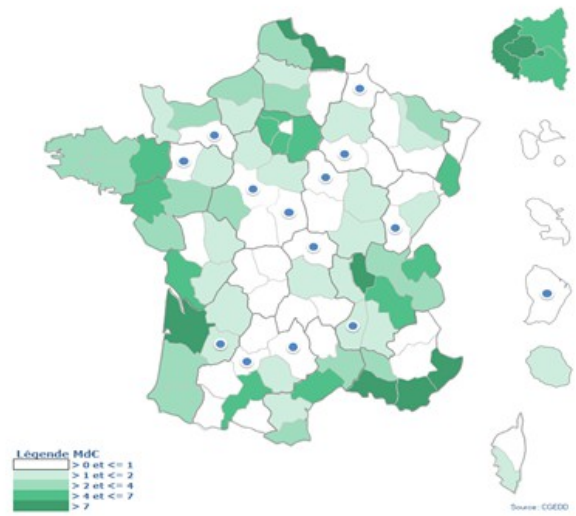 Légende MdC
> 0 et <= 1
> 1 et <= 2
> 2 et <= 4
> 4 et <= 7
> 7
Source : CGEDD